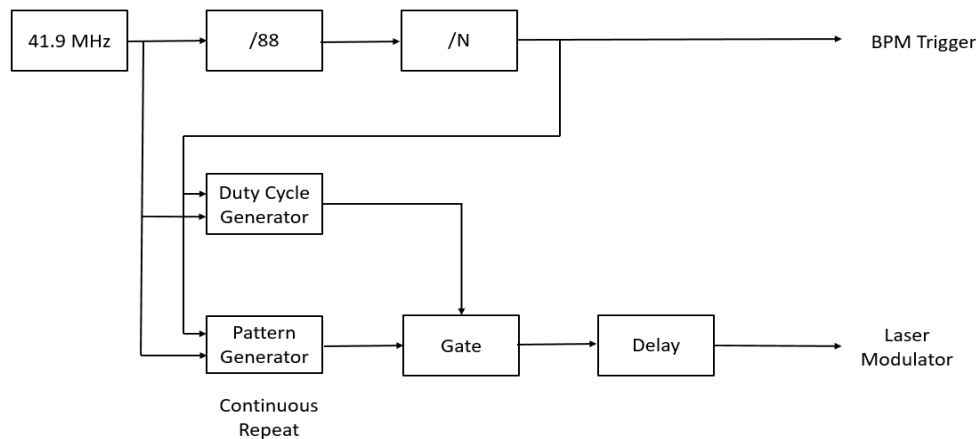 41.9 MHz
/88
/N
BPM Trigger
Duty Cycle
Generator
Pattern
Generator
Gate
Delay
Laser
Modulator
Continuous
Repeat